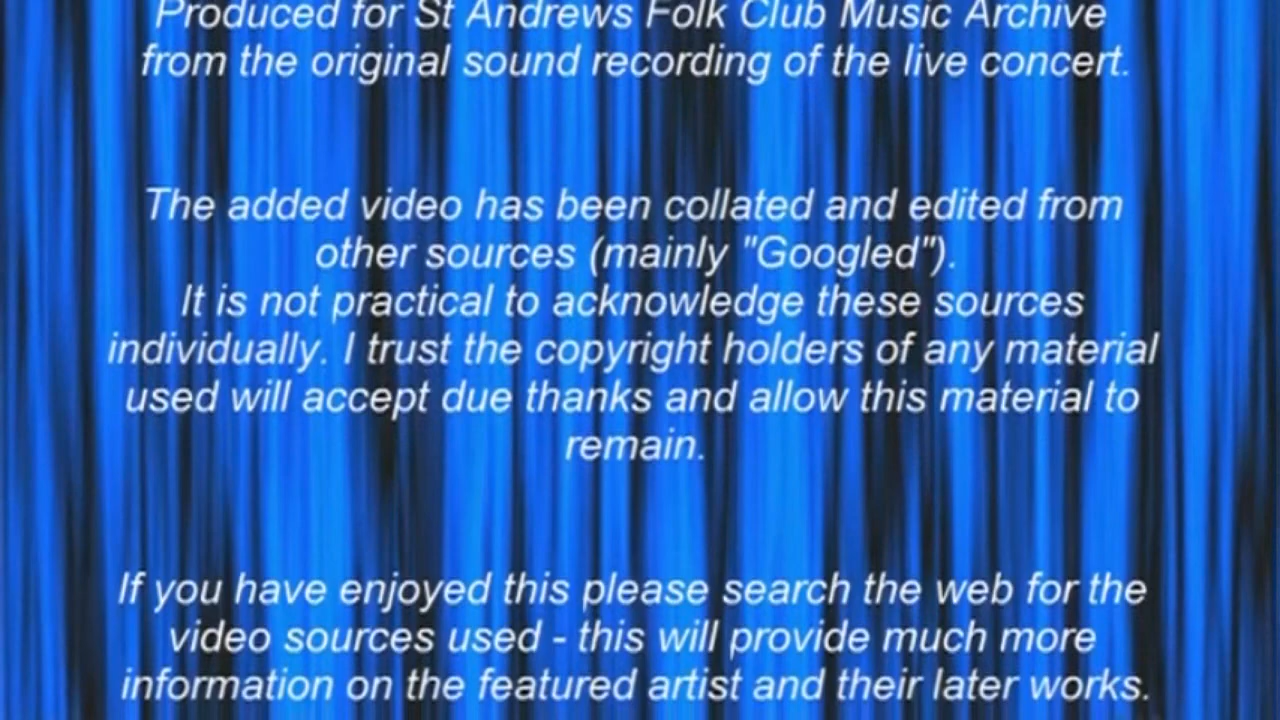 Produced for St Andrews Folk Club Music Archive
from the original sound recording of the live concert.
The added video has been collated and edited from
other sources (mainly "Googled").
It is not practical to acknowledge these sources
individually. I trust the copyright holders of any material
used will accept due thanks and allow this material to
remain.
If you have enjoyed this please search the web for the
video sources used - this will provide much more
information on the featured artist and their later works.